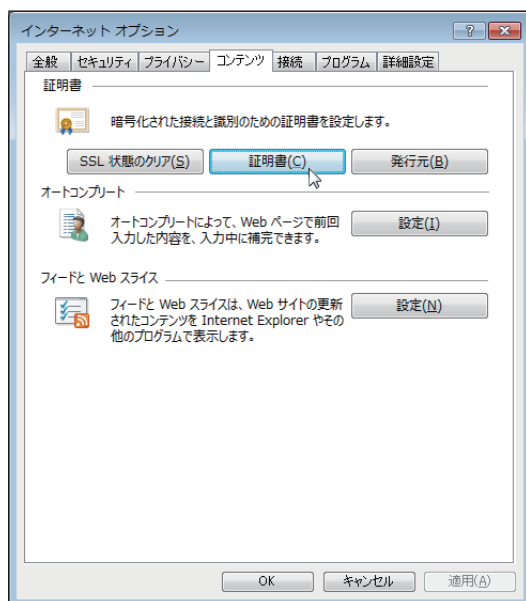 インターネット オプション
全般 セキュリティ プライバシー コンテンツ 接続 プログラム 詳細設定
証明書
暗号化された接続と識別のための証明書を設定します。
SSL 状態のクリア(S) 証明書(C) 発行元(B)
オートコンプリート
オートコンプリートによって、Web ページで前回
入力した内容を、入力中に補完できます。
設定(I)
フィードと Web スライス
フィードと Web スライスは、Web サイトの更新
されたコンテンツを Internet Explorer やその
他のプログラムで表示します。
設定(N)
OK キャンセル 適用(A)